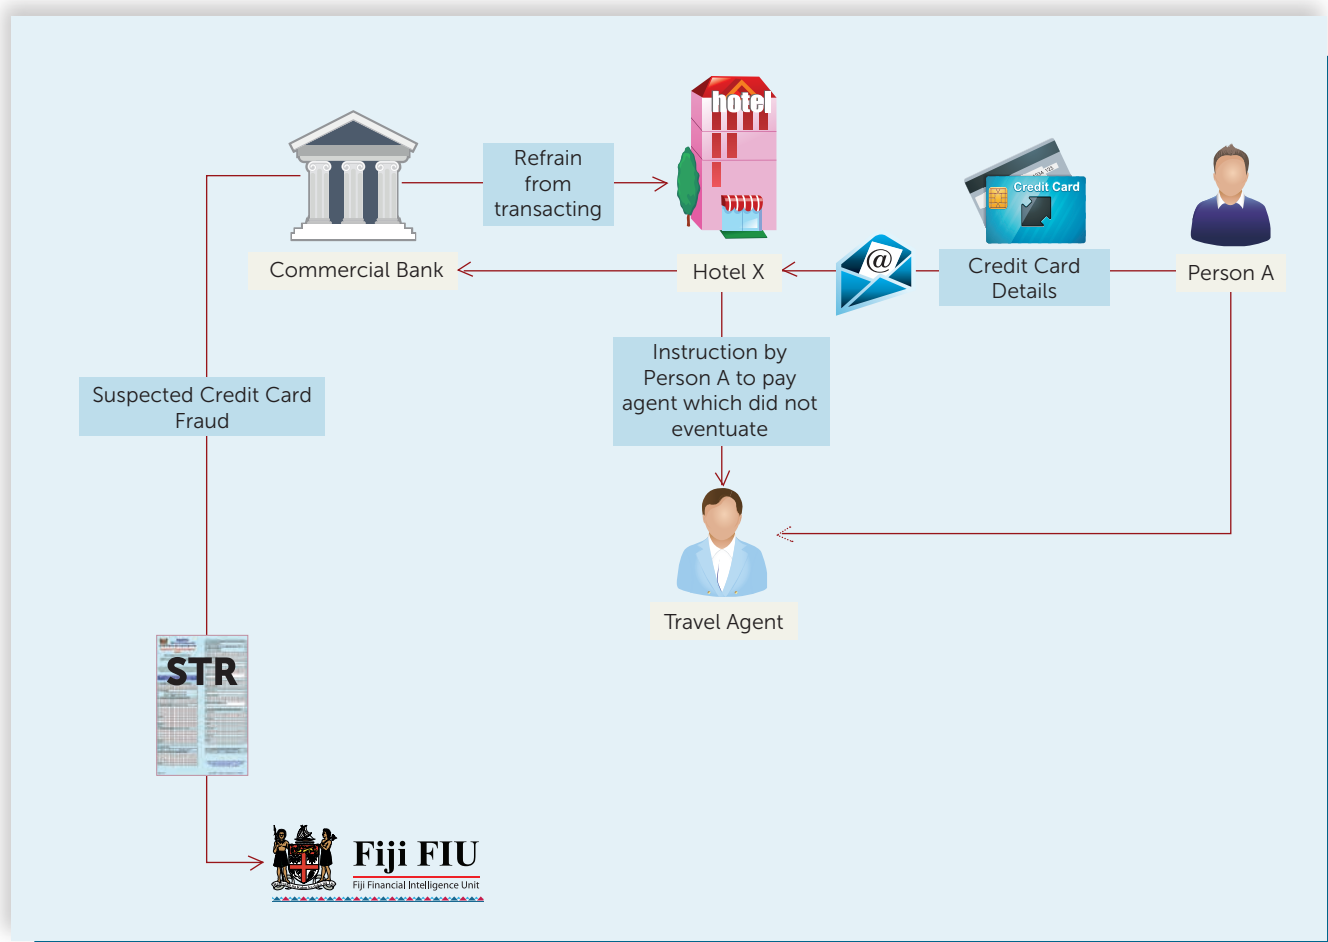 hotel
Refrain
from
transacting
Credit Card
Commercial Bank
Hotel X
@
Credit Card
Details
Person A
Instruction by
Person A to pay
agent which did not
eventuate
Suspected Credit Card
Fraud
Travel Agent
STR
Fiji FIU
Fiji Financial Intelligence Unit